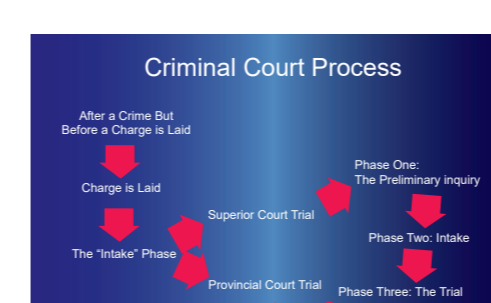 Criminal Court Process
After a Crime But
Before a Charge is Laid
Charge is Laid
The “Intake” Phase
Superior Court Trial
Provincial Court Trial
Phase One:
The Preliminary inquiry
Phase Two: Intake
Phase Three: The Trial